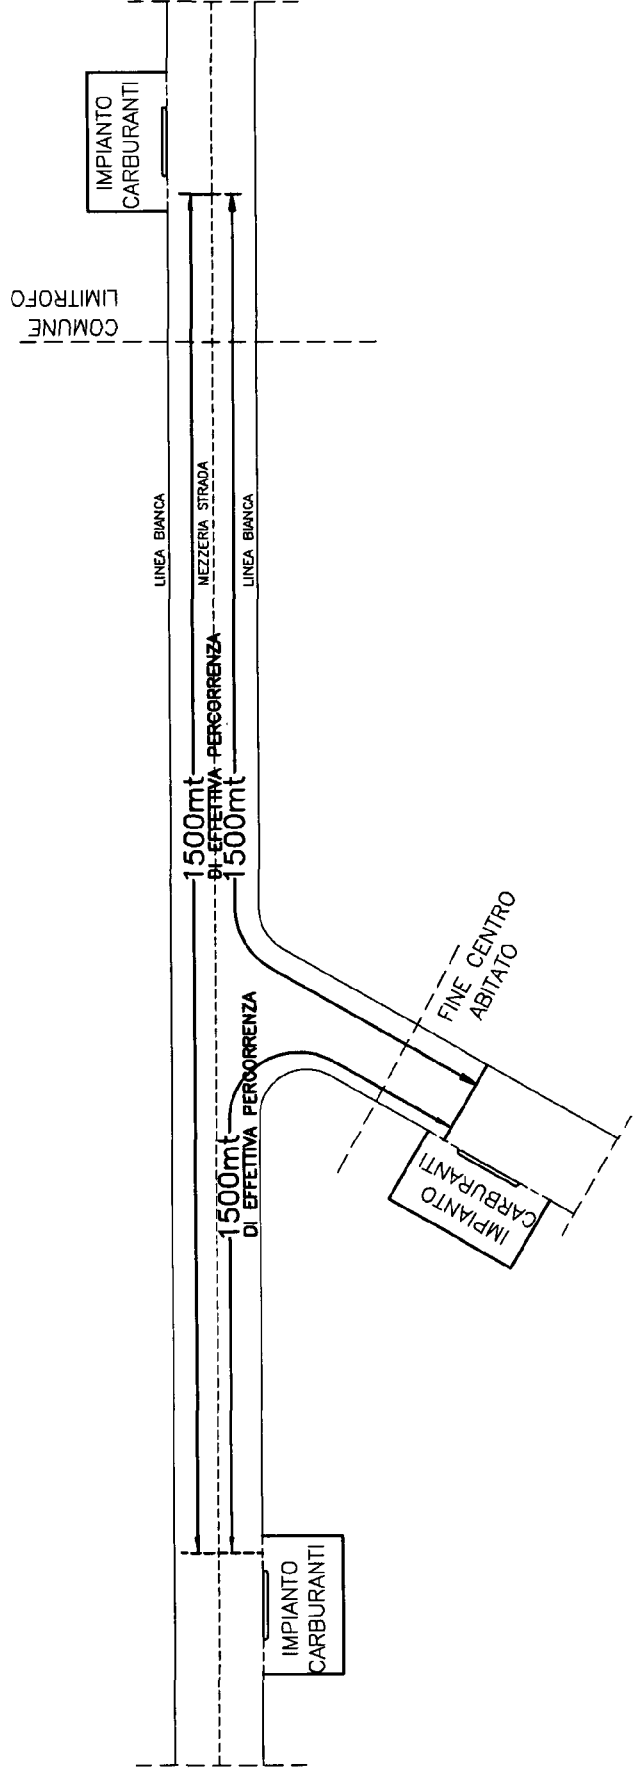 IMPIANTO
CARBURANTI
COMUNE
LIMITROFO
LINEA BIANCA
MEZZERIA STRADA
LINEA BIANCA
1500mt
DI EFFETTIVA PERCORRENZA
1500mt
FINE CENTRO
ABITATO
1500mt
DI EFFETTIVA PERCORRENZA
IMPIANTO
CARBURANTI
IMPIANTO
CARBURANTI